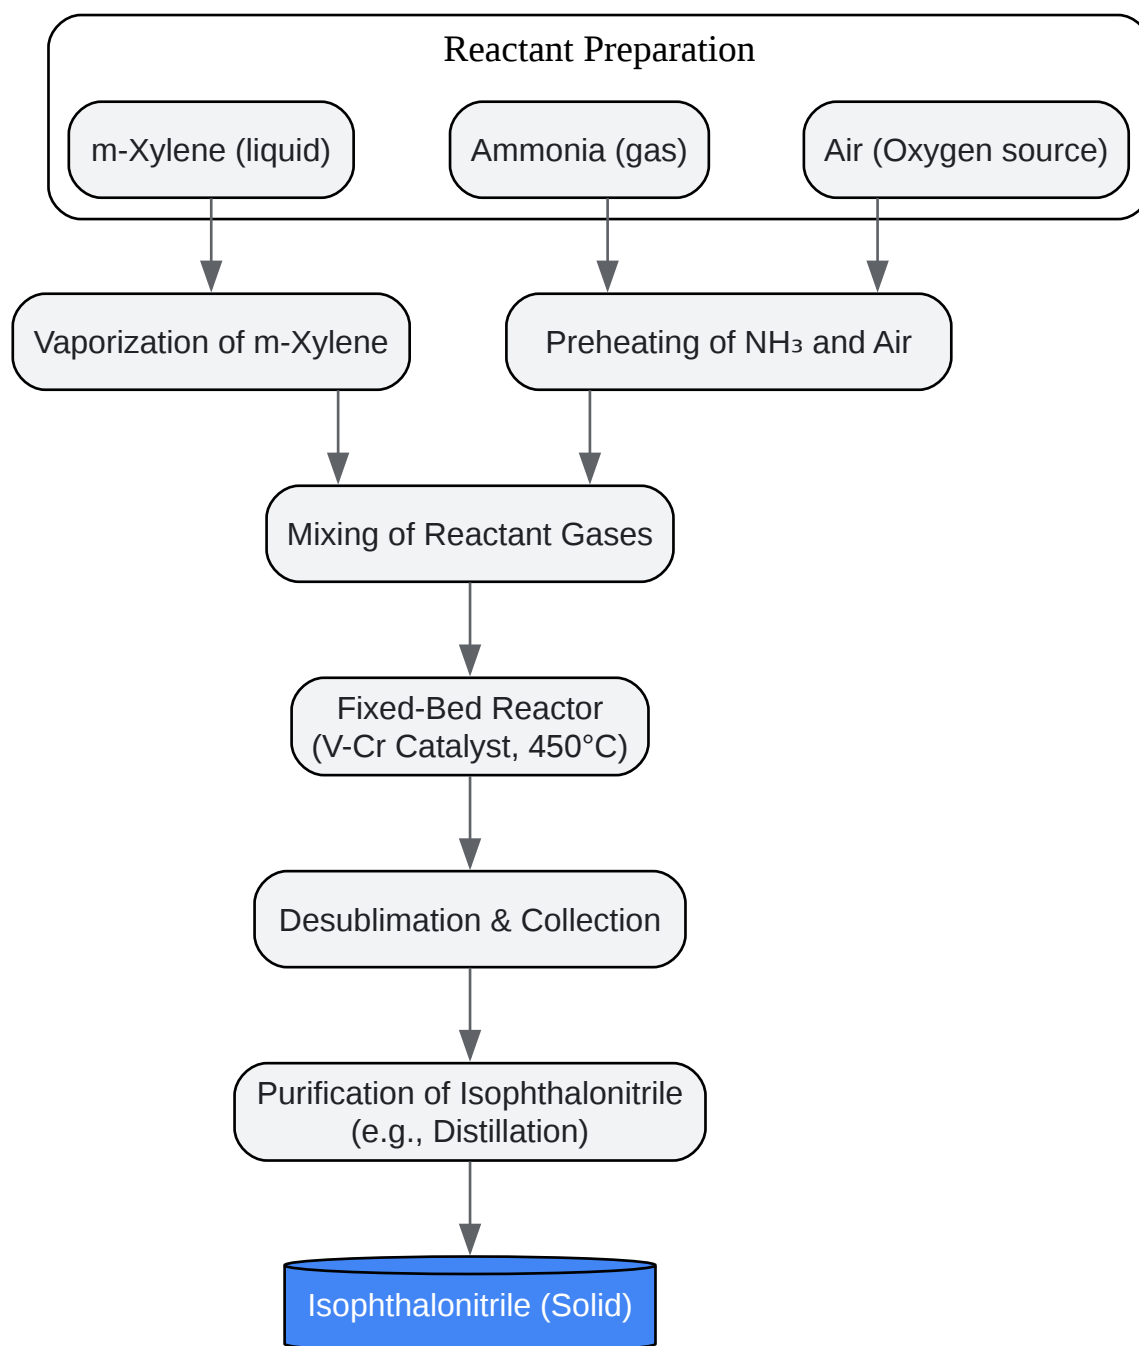 Reactant Preparation
m-Xylene (liquid)
Ammonia (gas)
Air (Oxygen source)
Vaporization of m-Xylene
Preheating of NH₃ and Air
Mixing of Reactant Gases
Fixed-Bed Reactor
(V-Cr Catalyst, 450°C)
Desublimation & Collection
Purification of Isophthalonitrile
(e.g., Distillation)
Isophthalonitrile (Solid)